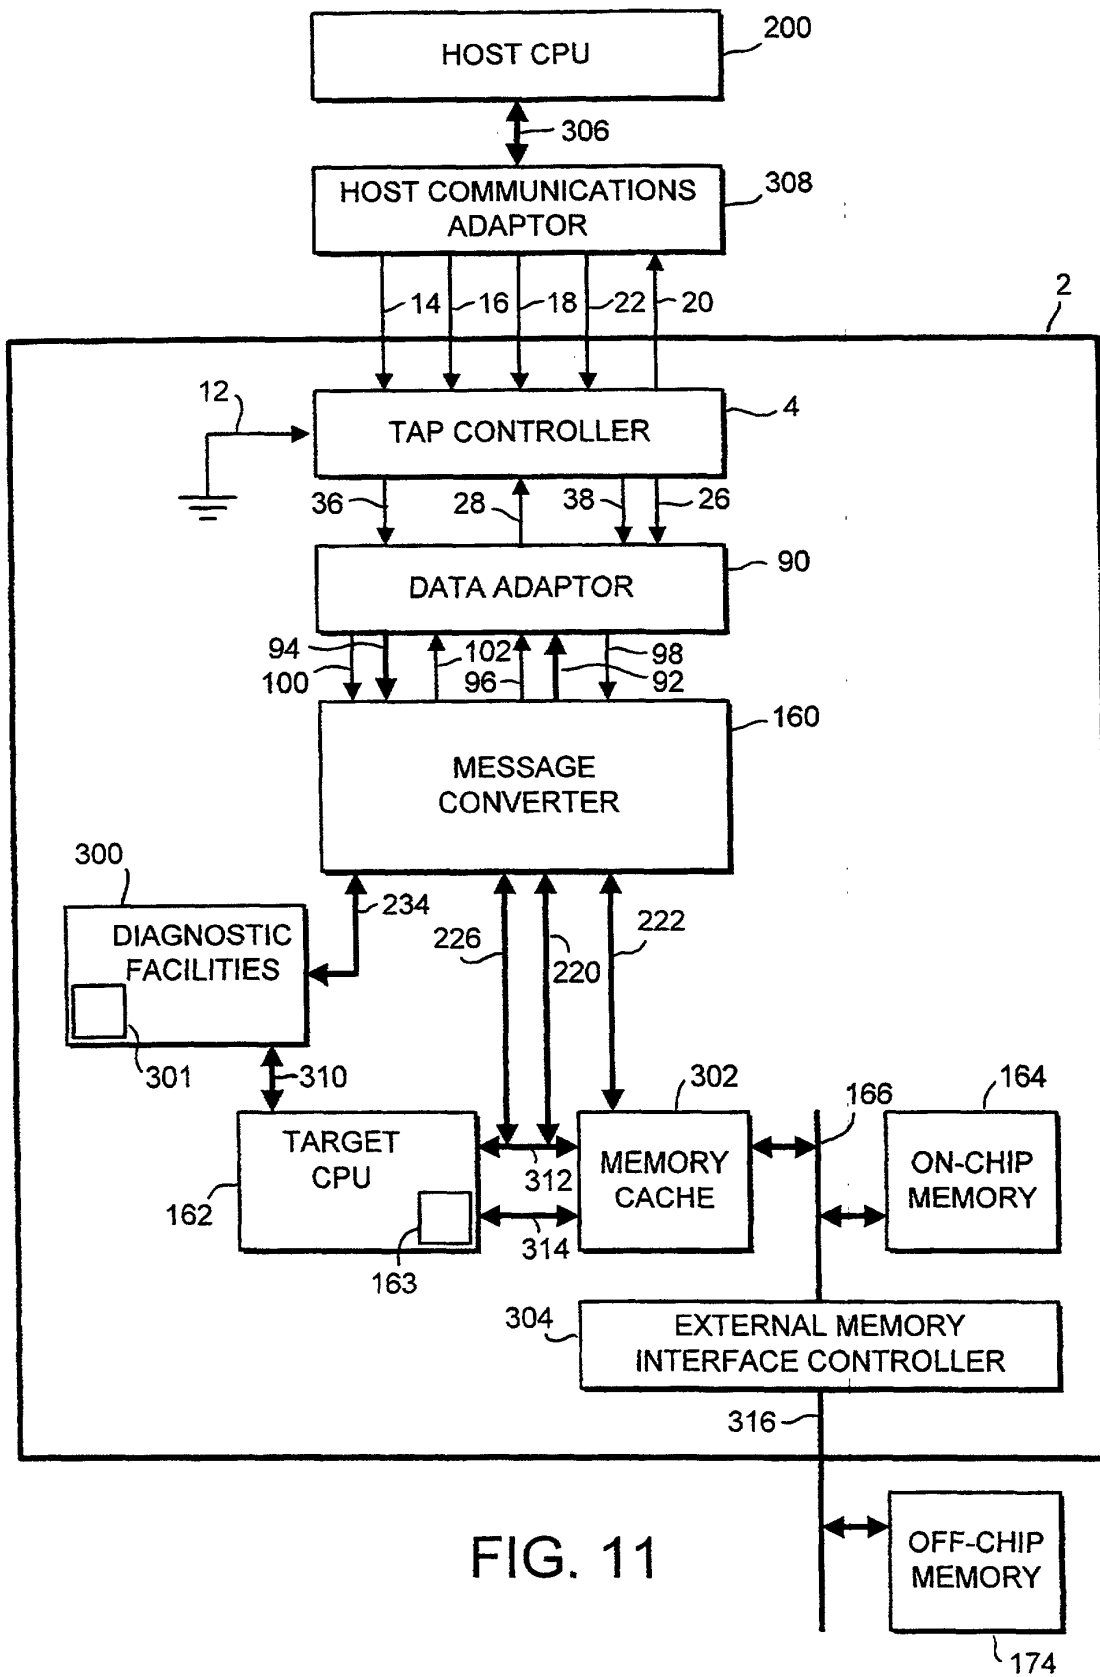 HOST CPU
200
306
HOST COMMUNICATIONS
ADAPTOR
308
14
16
18
22
20
2
12
TAP CONTROLLER
4
36
28
38
26
DATA ADAPTOR
90
94
100
102
96
92
98
MESSAGE
CONVERTER
160
300
DIAGNOSTIC
FACILITIES
234
226
220
222
301
310
302
166
164
TARGET
CPU
162
163
312
314
MEMORY
CACHE
ON-CHIP
MEMORY
304
EXTERNAL MEMORY
INTERFACE CONTROLLER
316
FIG. 11
OFF-CHIP
MEMORY
174